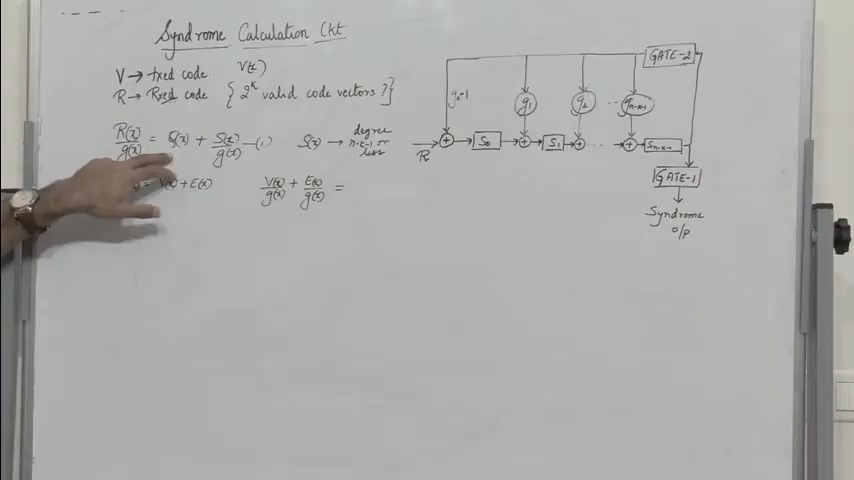 Syndrome Calculation Ckt
V → txed code V(x)
R → Rxed code { 2^k valid code vectors ? }
R(x)/g(x) = Q(x) + S(x)/g(x) —(1) S(x) → degree n-k-1 or less
= V(x) + E(x) V(x)/g(x) + E(x)/g(x) =
GATE-2
g₀=1 g₁ g₂ ... gn-k-1
R + S₀ + S₁ + ... + Sn-k-1
GATE-1
Syndrome
o/p